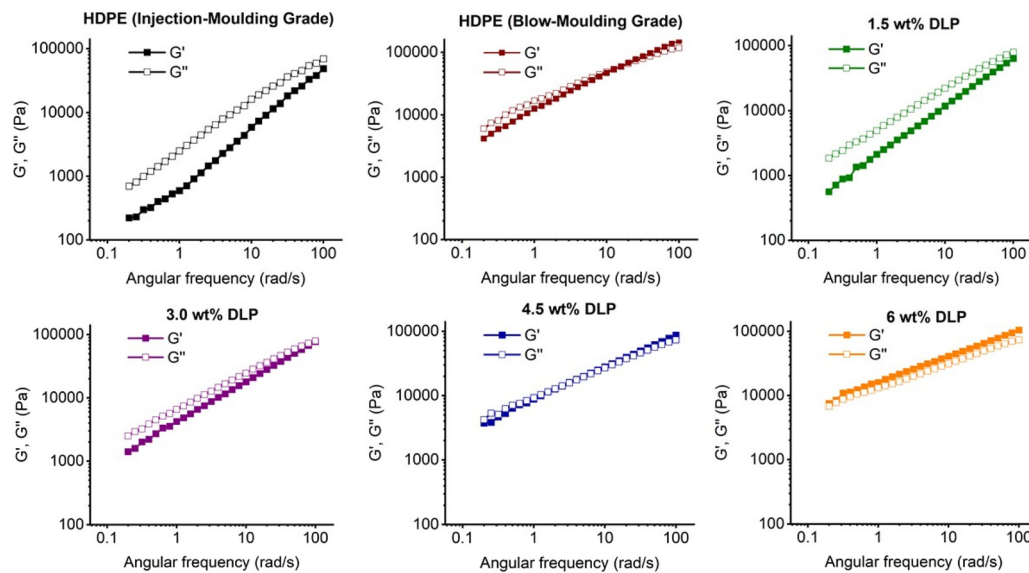 HDPE (Injection-Moulding Grade)
G'
G"
100000
10000
1000
100
G', G" (Pa)
0.1 1 10 100
Angular frequency (rad/s)
HDPE (Blow-Moulding Grade)
G'
G"
100000
10000
1000
100
G', G" (Pa)
0.1 1 10 100
Angular frequency (rad/s)
1.5 wt% DLP
G'
G"
100000
10000
1000
100
G', G" (Pa)
0.1 1 10 100
Angular frequency (rad/s)
3.0 wt% DLP
G'
G"
100000
10000
1000
100
G', G" (Pa)
0.1 1 10 100
Angular frequency (rad/s)
4.5 wt% DLP
G'
G"
100000
10000
1000
100
G', G" (Pa)
0.1 1 10 100
Angular frequency (rad/s)
6 wt% DLP
G'
G"
100000
10000
1000
100
G', G" (Pa)
0.1 1 10 100
Angular frequency (rad/s)